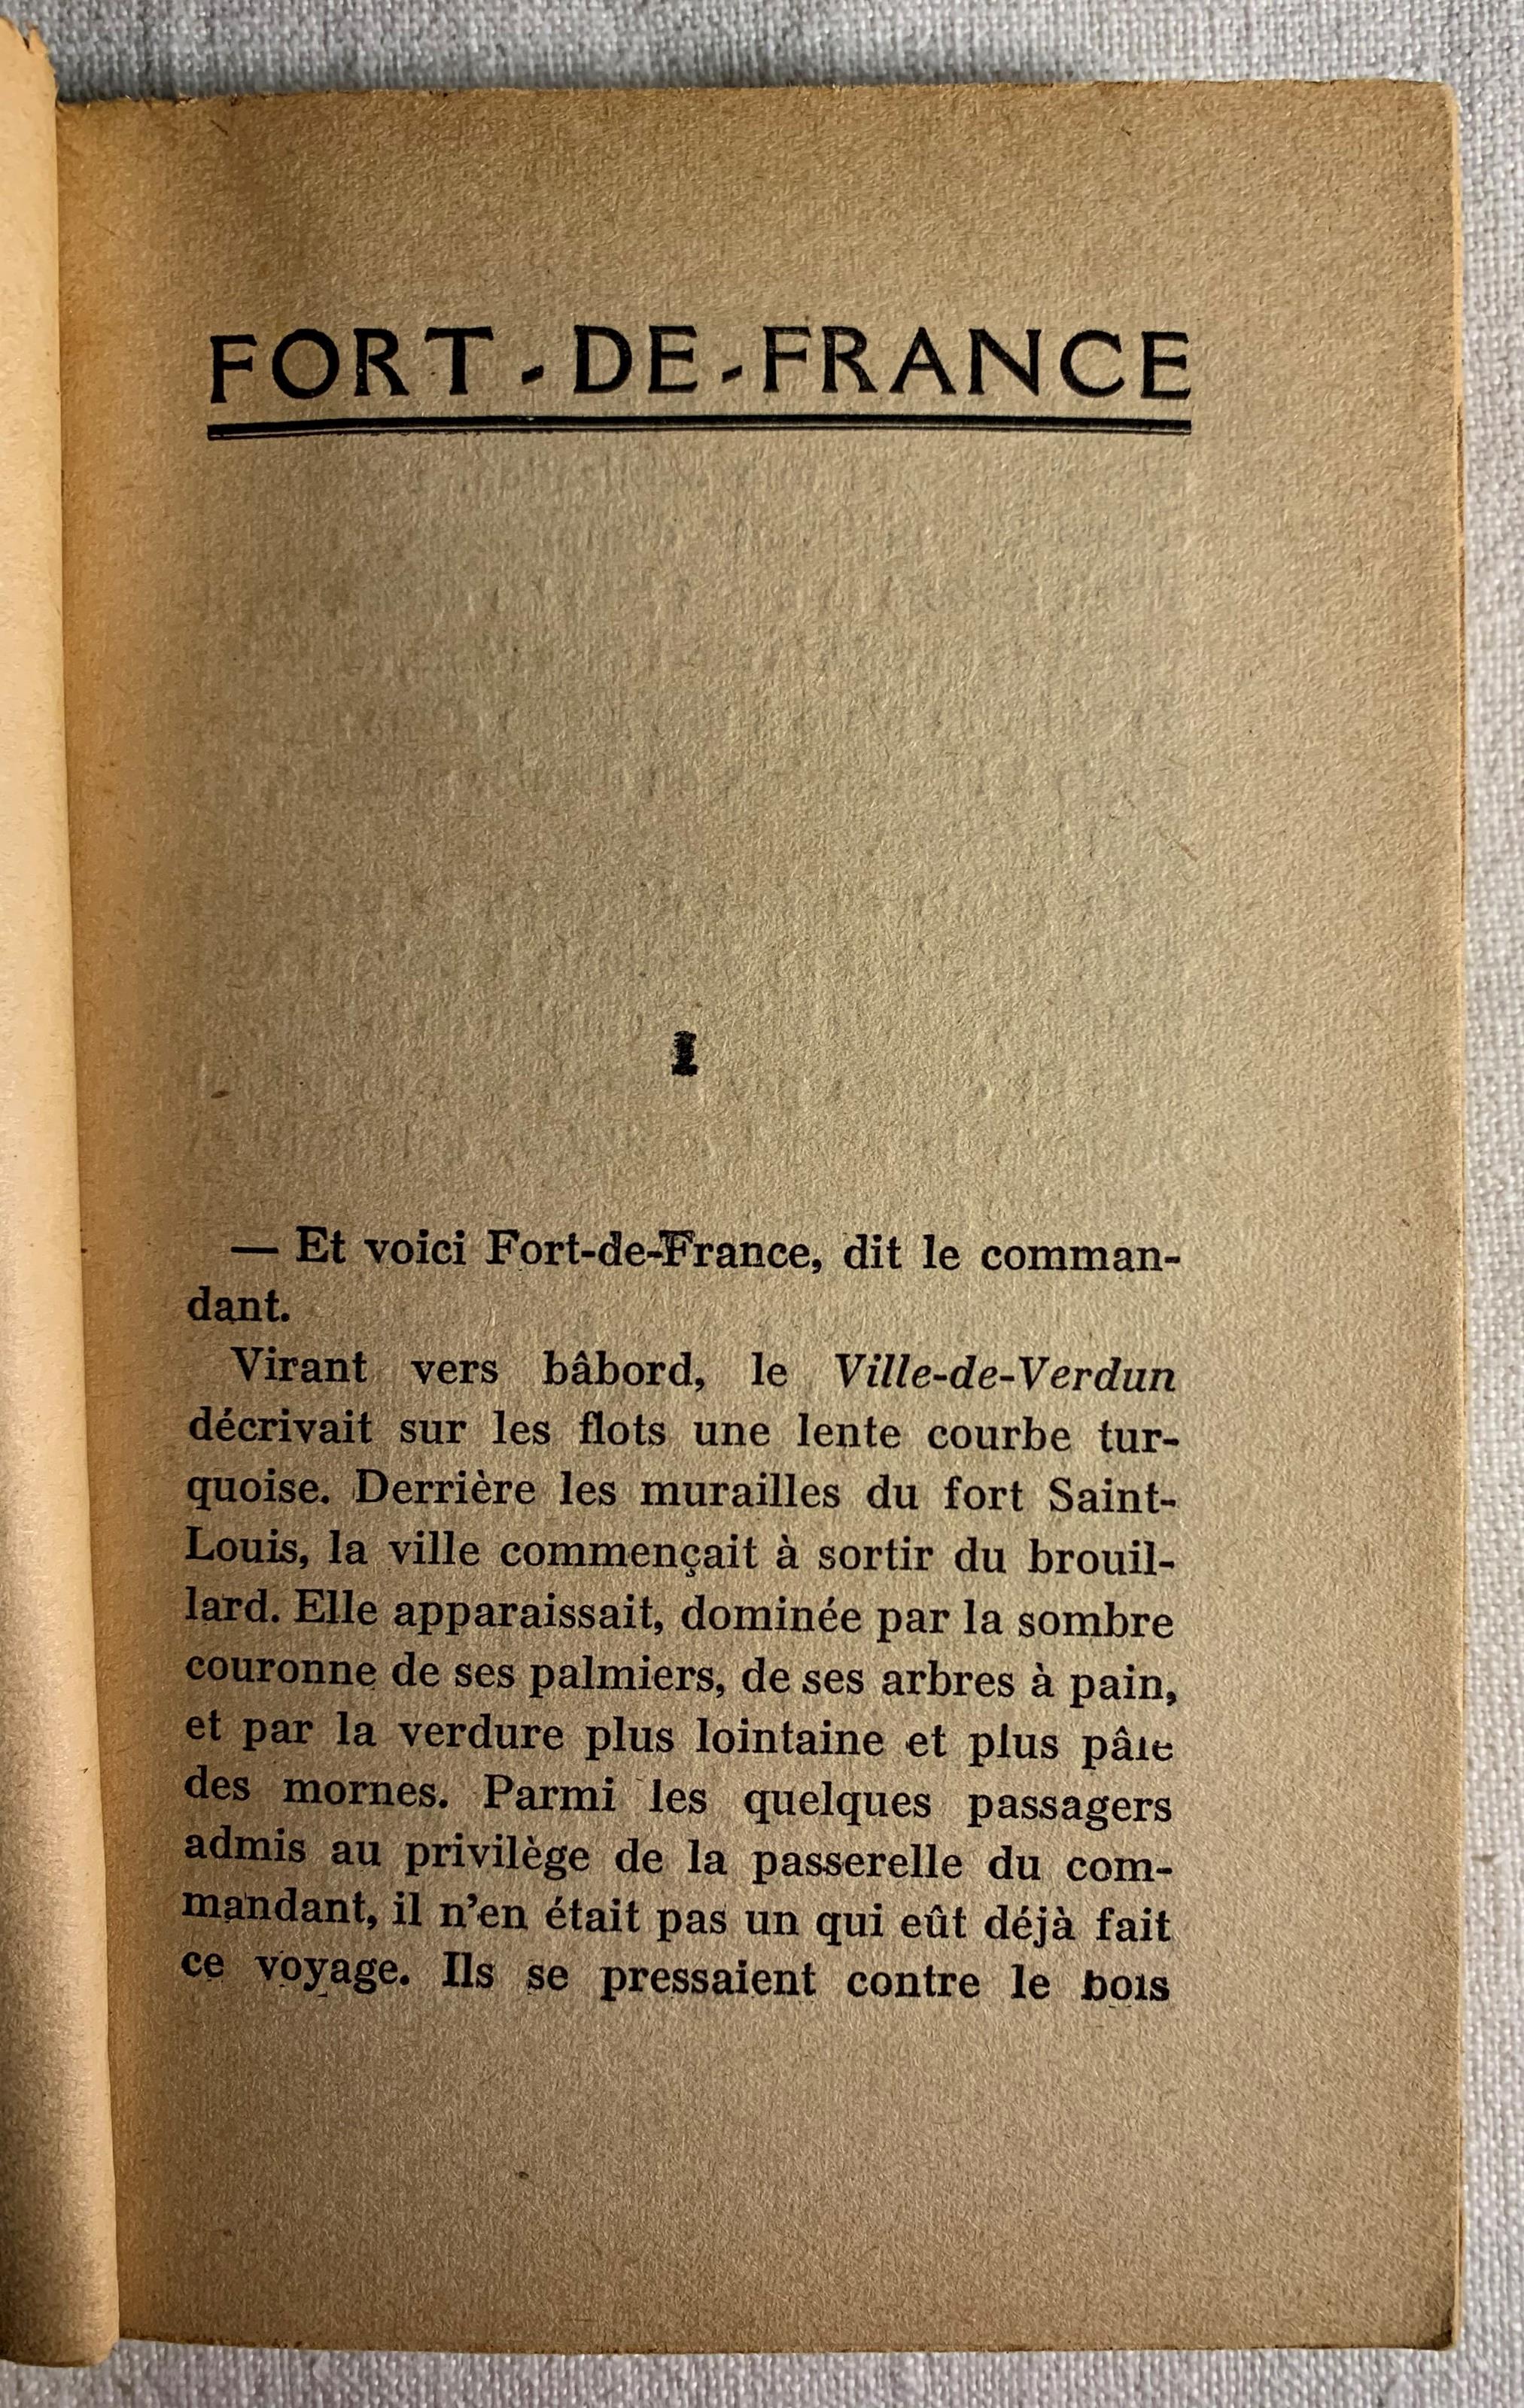 FORT-DE-FRANCE
I
— Et voici Fort-de-France, dit le comman-
dant.
Virant vers bâbord, le Ville-de-Verdun
décrivait sur les flots une lente courbe tur-
quoise. Derrière les murailles du fort Saint-
Louis, la ville commençait à sortir du brouil-
lard. Elle apparaissait, dominée par la sombre
couronne de ses palmiers, de ses arbres à pain,
et par la verdure plus lointaine et plus pâle
des mornes. Parmi les quelques passagers
admis au privilège de la passerelle du com-
mandant, il n'en était pas un qui eût déjà fait
ce voyage. Ils se pressaient contre le bois